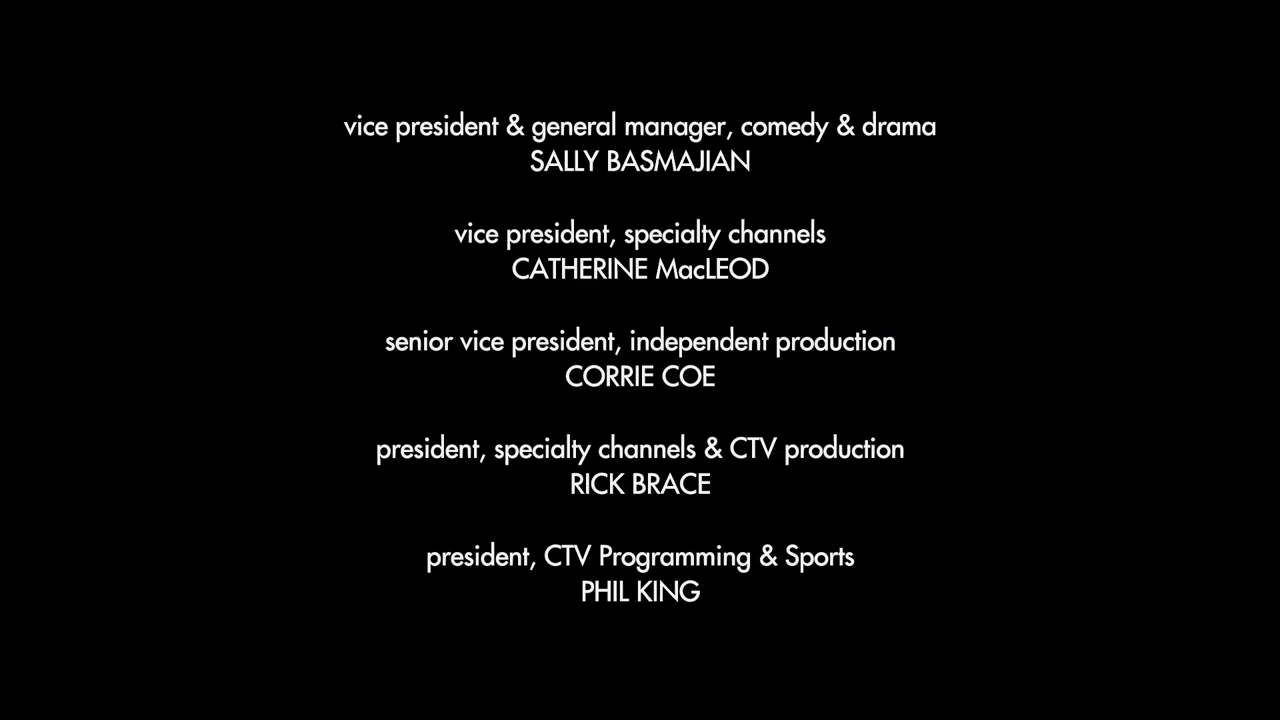 vice president & general manager, comedy & drama
SALLY BASMAJIAN
vice president, specialty channels
CATHERINE MacLEOD
senior vice president, independent production
CORRIE COE
president, specialty channels & CTV production
RICK BRACE
president, CTV Programming & Sports
PHIL KING